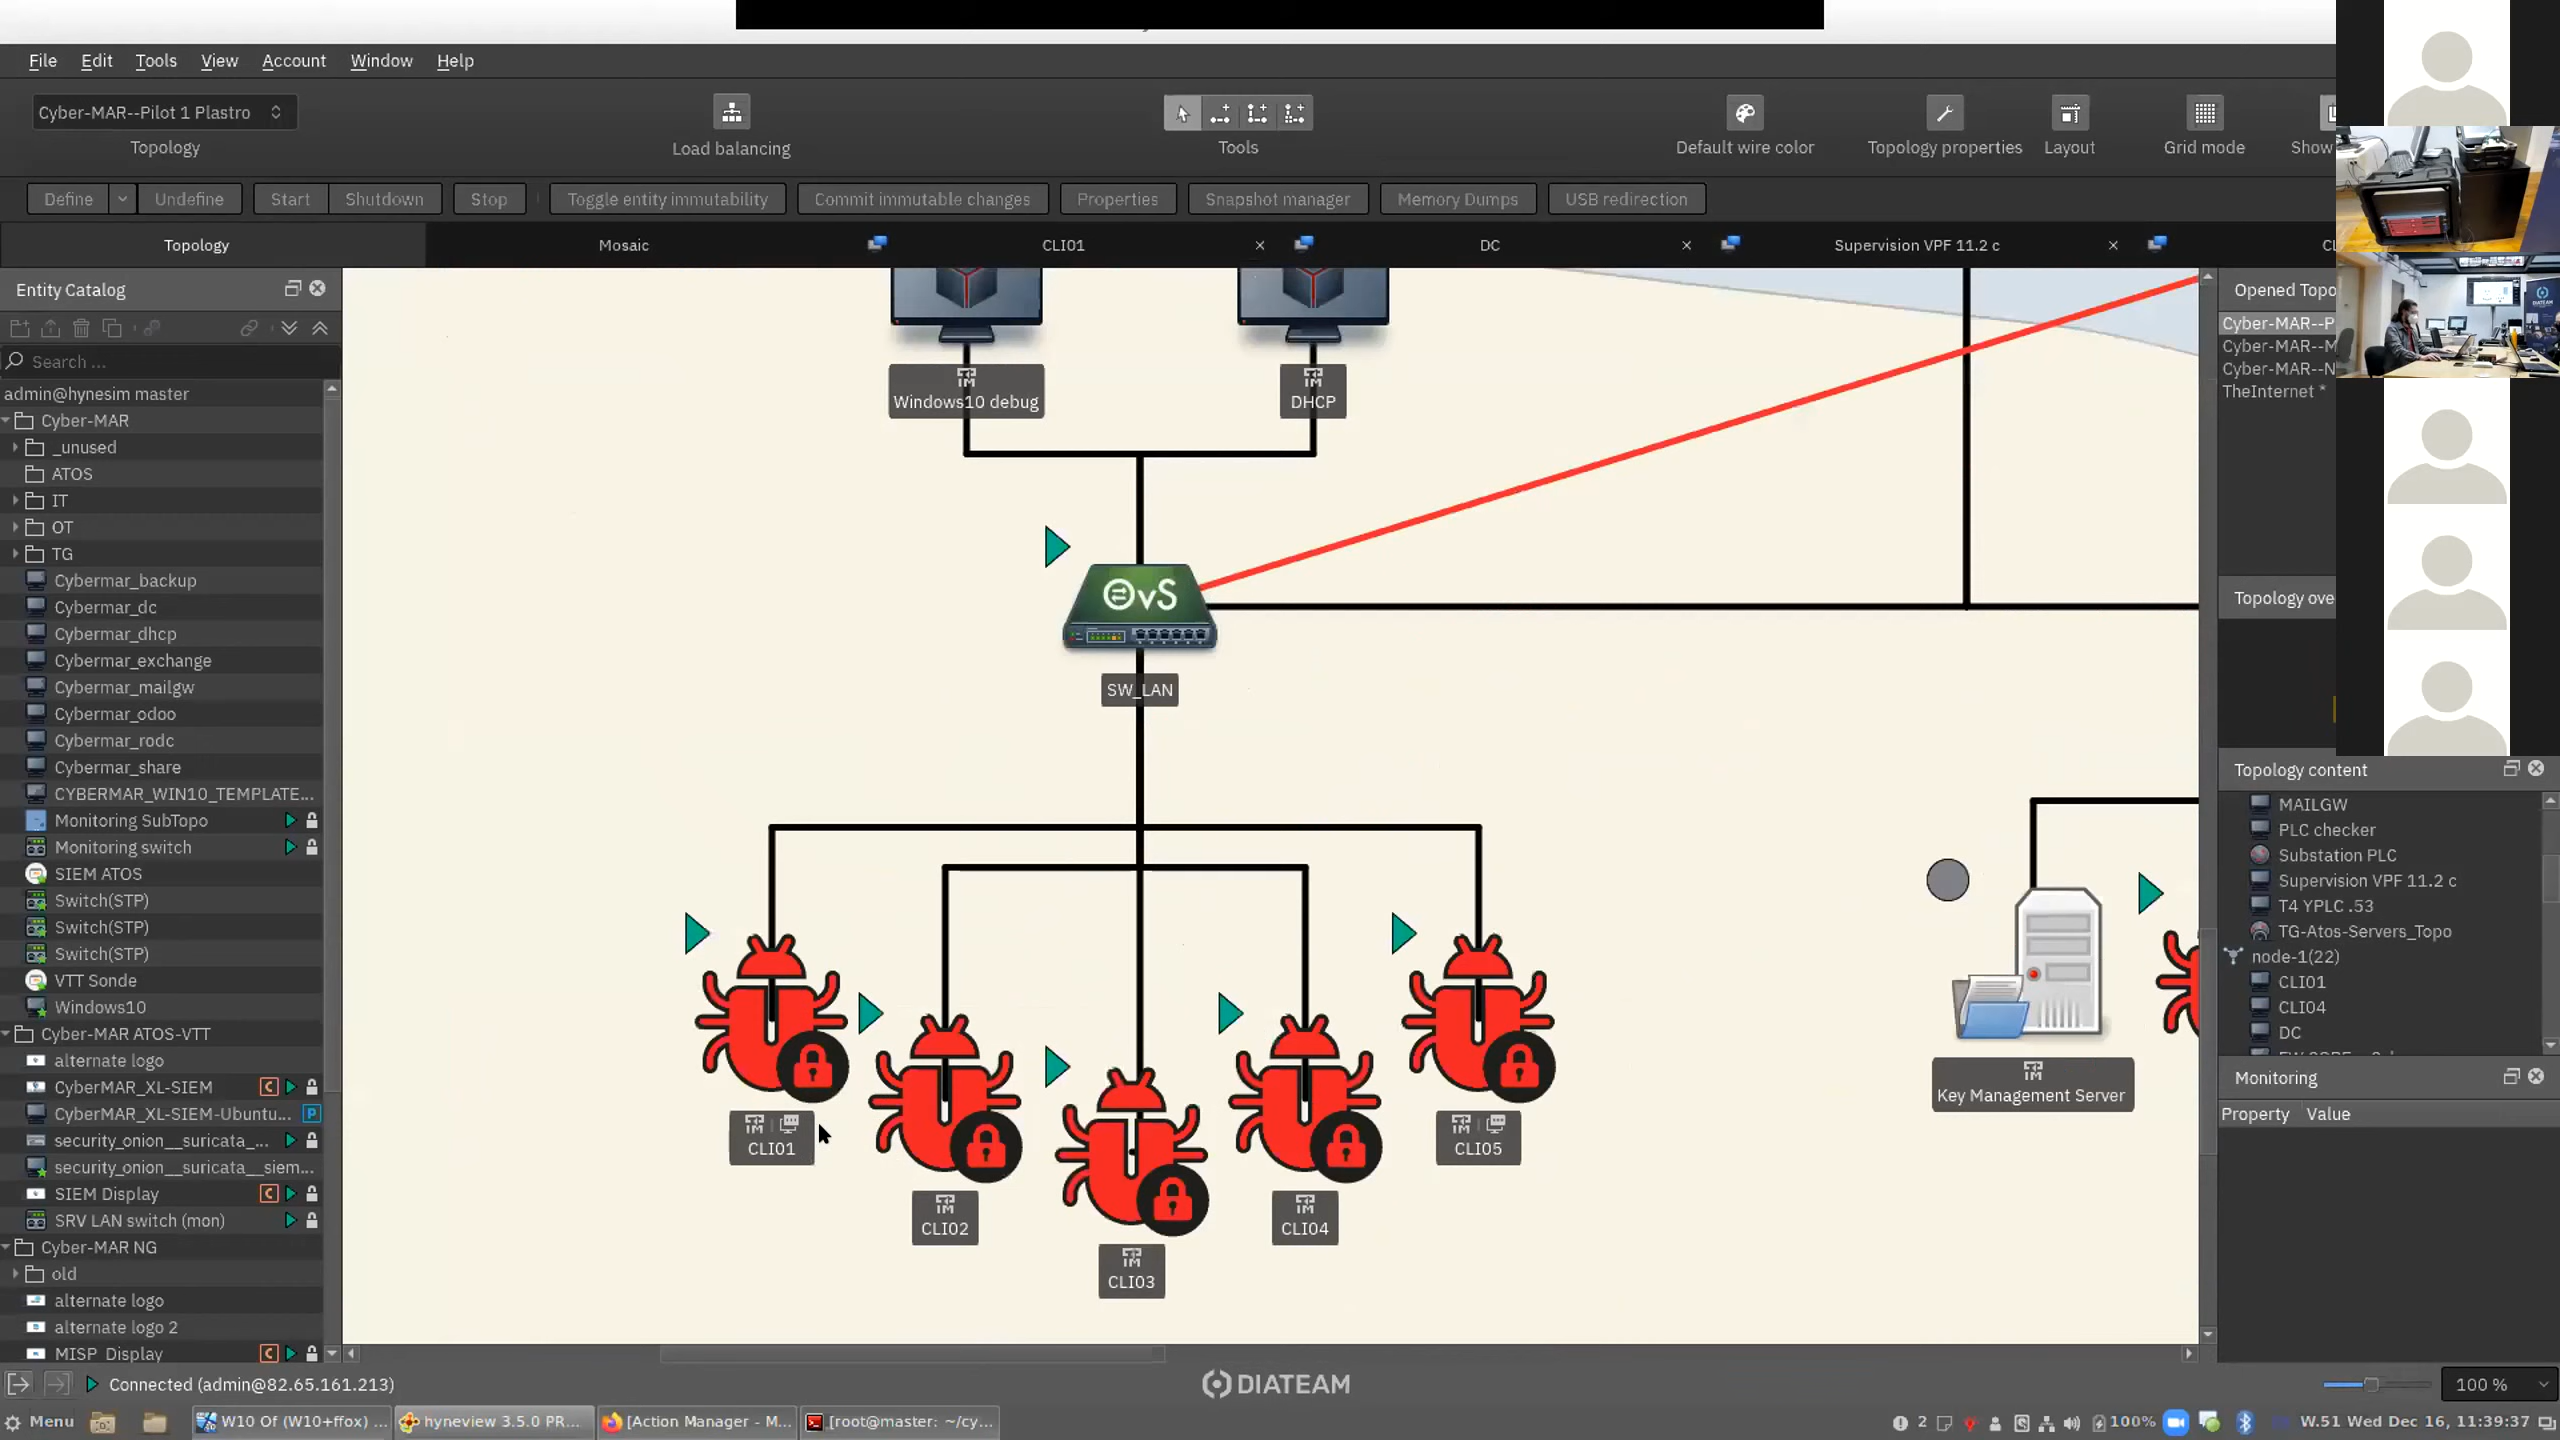 File Edit Tools View Account Window Help
Cyber-MAR--Pilot 1 Plastro
Topology
Load balancing
Tools
Default wire color
Topology properties
Layout
Grid mode
Show
Define Undefine Start Shutdown Stop Toggle entity immutability Commit immutable changes Properties Snapshot manager Memory Dumps USB redirection
Topology Mosaic CLI01 DC Supervision VPF 11.2 c
Entity Catalog
Search ...
admin@hynesim master
Cyber-MAR
_unused
ATOS
IT
OT
TG
Cybermar_backup
Cybermar_dc
Cybermar_dhcp
Cybermar_exchange
Cybermar_mailgw
Cybermar_odoo
Cybermar_rodc
Cybermar_share
CYBERMAR_WIN10_TEMPLATE...
Monitoring SubTopo
Monitoring switch
SIEM ATOS
Switch(STP)
Switch(STP)
Switch(STP)
VTT Sonde
Windows10
Cyber-MAR ATOS-VTT
alternate logo
CyberMAR_XL-SIEM C
CyberMAR_XL-SIEM-Ubuntu... P
security_onion__suricata_...
security_onion__suricata__siem...
SIEM Display C
SRV LAN switch (mon)
Cyber-MAR NG
old
alternate logo
alternate logo 2
MISP Display C
Windows10 debug
DHCP
OvS
SW_LAN
CLI01
CLI02
CLI03
CLI04
CLI05
Key Management Server
Opened Topo
Cyber-MAR--P
Cyber-MAR--M
Cyber-MAR--N
TheInternet *
Topology ove
Topology content
MAILGW
PLC checker
Substation PLC
Supervision VPF 11.2 c
T4 YPLC .53
TG-Atos-Servers_Topo
node-1(22)
CLI01
CLI04
DC
Monitoring
Property Value
Connected (admin@82.65.161.213)
DIATEAM
100 %
Menu
W10 Of (W10+ffox) ...
hyneview 3.5.0 PR...
[Action Manager - M...
[root@master: ~/cy...
2
100%
W.51 Wed Dec 16, 11:39:37